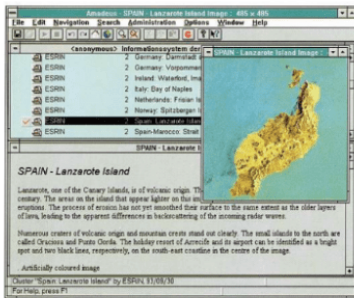 Amadeus - SPAIN - Lanzarote Island Image : 485 x 485
File Edit Navigation Search Administration Options Window Help
<anonymous> Informationssystem der
ESRIN 2 Germany: Darmstadt a
ESRIN 2 Germany: Vorpommer
ESRIN 2 Ireland: Waterford, Ima
ESRIN 2 Italy: Bay of Naples
ESRIN 2 Netherlands: Frisian Is
ESRIN 2 Norway: Spitzbergen I
ESRIN 2 Spain: Lanzarote Islan
ESRIN 2 Spain-Marocco: Strait
SPAIN - Lanzarote Island Image :
SPAIN - Lanzarote I
SPAIN - Lanzarote Island
Lanzarote, one of the Canary Islands, is of volcanic origin. Th
century. The areas on the island that appear lighter on the im
eruptions. The process of erosion has not yet smoothed their surface to the same extent as the older layers
of lava, leading to the apparent differences in backscattering of the incoming radar waves.
Numerous craters of volcanic origin and mountain crests stand out clearly. The small islands to the north are
called Graciosa and Punta Gorda. The holiday resort of Arrecife and its airport can be identified as a bright
spot and two black lines, respectively, on the south-east coastline in the centre of the image.
Artificially coloured image
Cluster "Spain: Lanzarote Island" by ESRIN,
For Help, press F1